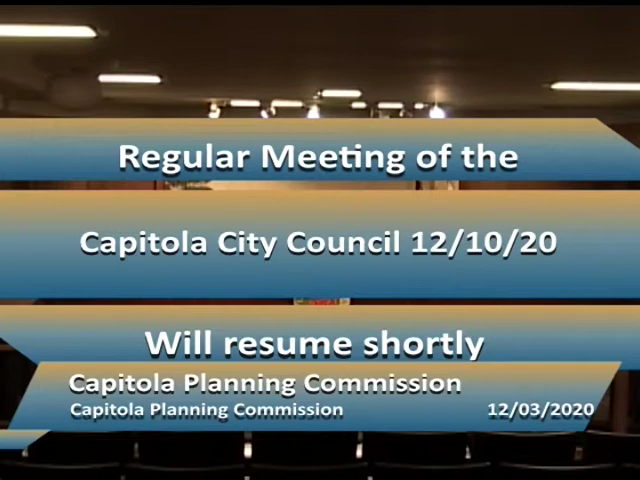 Regular Meeting of the
Capitola City Council 12/10/20
Will resume shortly
Capitola Planning Commission
Capitola Planning Commission 12/03/2020